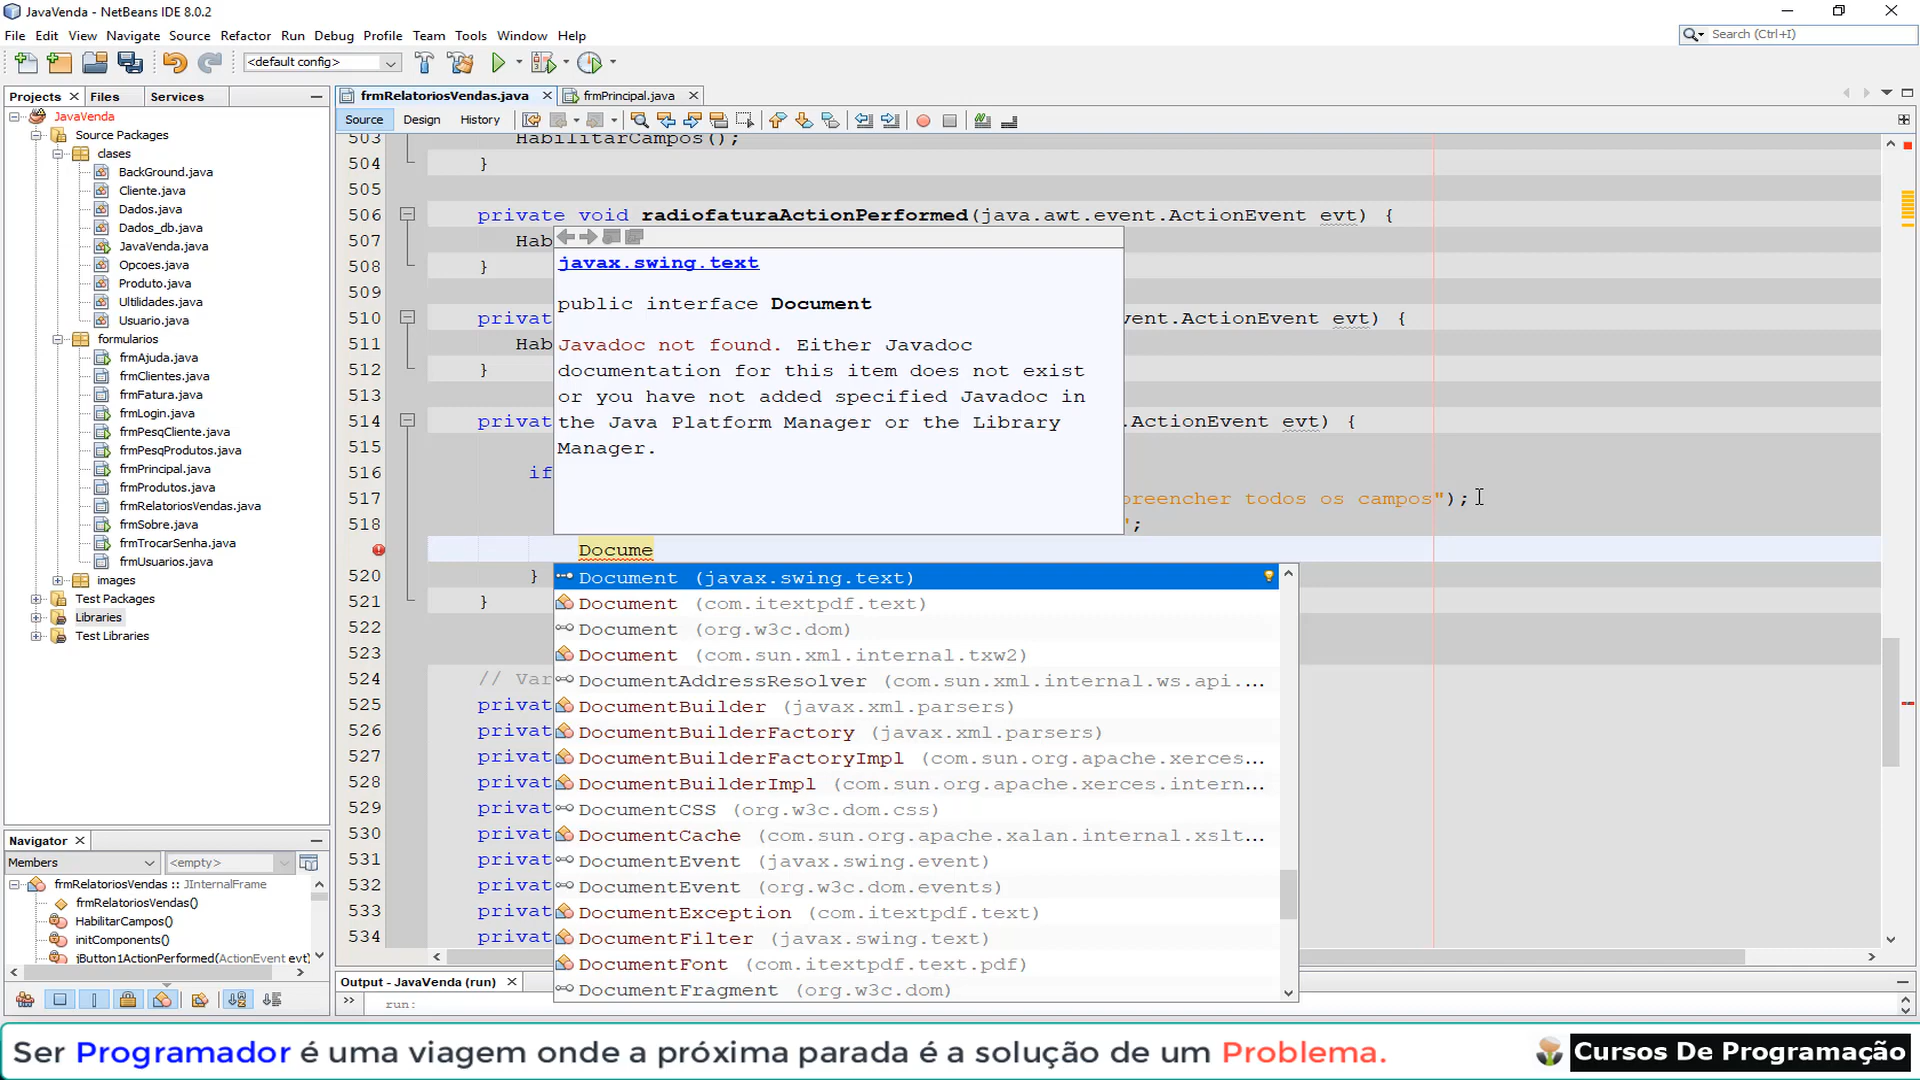 JavaVenda - NetBeans IDE 8.0.2
File Edit View Navigate Source Refactor Run Debug Profile Team Tools Window Help
Search (Ctrl+I)
<default config>
Projects Files Services
frmRelatoriosVendas.java frmPrincipal.java
Source Design History
JavaVenda
Source Packages
clases
BackGround.java
Cliente.java
Dados.java
Dados_db.java
JavaVenda.java
Opcoes.java
Produto.java
Ultilidades.java
Usuario.java
formularios
frmAjuda.java
frmClientes.java
frmFatura.java
frmLogin.java
frmPesqCliente.java
frmPesqProdutos.java
frmPrincipal.java
frmProdutos.java
frmRelatoriosVendas.java
frmSobre.java
frmTrocarSenha.java
frmUsuarios.java
images
Test Packages
Libraries
Test Libraries
Navigator
Members <empty>
frmRelatoriosVendas :: JInternalFrame
frmRelatoriosVendas()
HabilitarCampos()
initComponents()
jButton1ActionPerformed(ActionEvent evt)
503 HabilitarCampos();
504 }
505
506 private void radiofaturaActionPerformed(java.awt.event.ActionEvent evt) {
507 Hab
508 }
509
510 privat vent.ActionEvent evt) {
511 Hab
512 }
513
514 privat .ActionEvent evt) {
515
516 if
517 preencher todos os campos");
518 ";
Docume
520 }
521 }
522
523
524 // Var
525 privat
526 privat
527 privat
528 privat
529 privat
530 privat
531 privat
532 privat
533 privat
534 privat
javax.swing.text
public interface Document
Javadoc not found. Either Javadoc
documentation for this item does not exist
or you have not added specified Javadoc in
the Java Platform Manager or the Library
Manager.
Document (javax.swing.text)
Document (com.itextpdf.text)
Document (org.w3c.dom)
Document (com.sun.xml.internal.txw2)
DocumentAddressResolver (com.sun.xml.internal.ws.api....
DocumentBuilder (javax.xml.parsers)
DocumentBuilderFactory (javax.xml.parsers)
DocumentBuilderFactoryImpl (com.sun.org.apache.xerces...
DocumentBuilderImpl (com.sun.org.apache.xerces.intern...
DocumentCSS (org.w3c.dom.css)
DocumentCache (com.sun.org.apache.xalan.internal.xslt...
DocumentEvent (javax.swing.event)
DocumentEvent (org.w3c.dom.events)
DocumentException (com.itextpdf.text)
DocumentFilter (javax.swing.text)
DocumentFont (com.itextpdf.text.pdf)
DocumentFragment (org.w3c.dom)
Output - JavaVenda (run)
run:
Ser Programador é uma viagem onde a próxima parada é a solução de um Problema.
Cursos De Programação